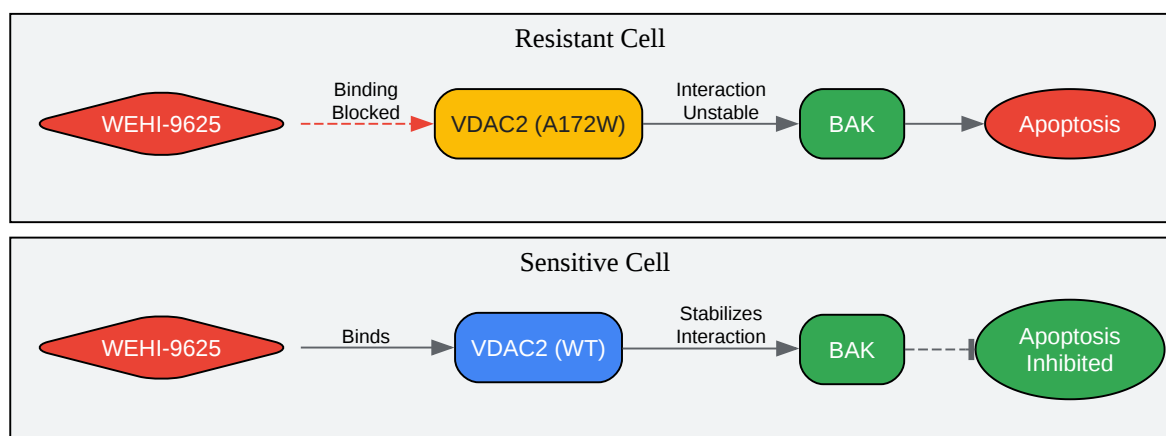 Resistant Cell
WEHI-9625
Binding
Blocked
VDAC2 (A172W)
Interaction
Unstable
BAK
Apoptosis
Sensitive Cell
WEHI-9625
Binds
VDAC2 (WT)
Stabilizes
Interaction
BAK
Apoptosis
Inhibited